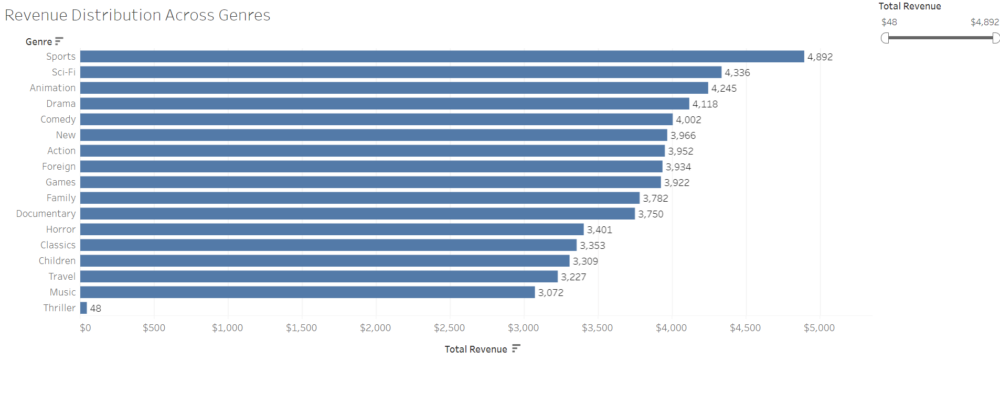 Revenue Distribution Across Genres
Total Revenue
$48 $4,892
Genre
Sports 4,892
Sci-Fi 4,336
Animation 4,245
Drama 4,118
Comedy 4,002
New 3,966
Action 3,952
Foreign 3,934
Games 3,922
Family 3,782
Documentary 3,750
Horror 3,401
Classics 3,353
Children 3,309
Travel 3,227
Music 3,072
Thriller 48
$0 $500 $1,000 $1,500 $2,000 $2,500 $3,000 $3,500 $4,000 $4,500 $5,000
Total Revenue